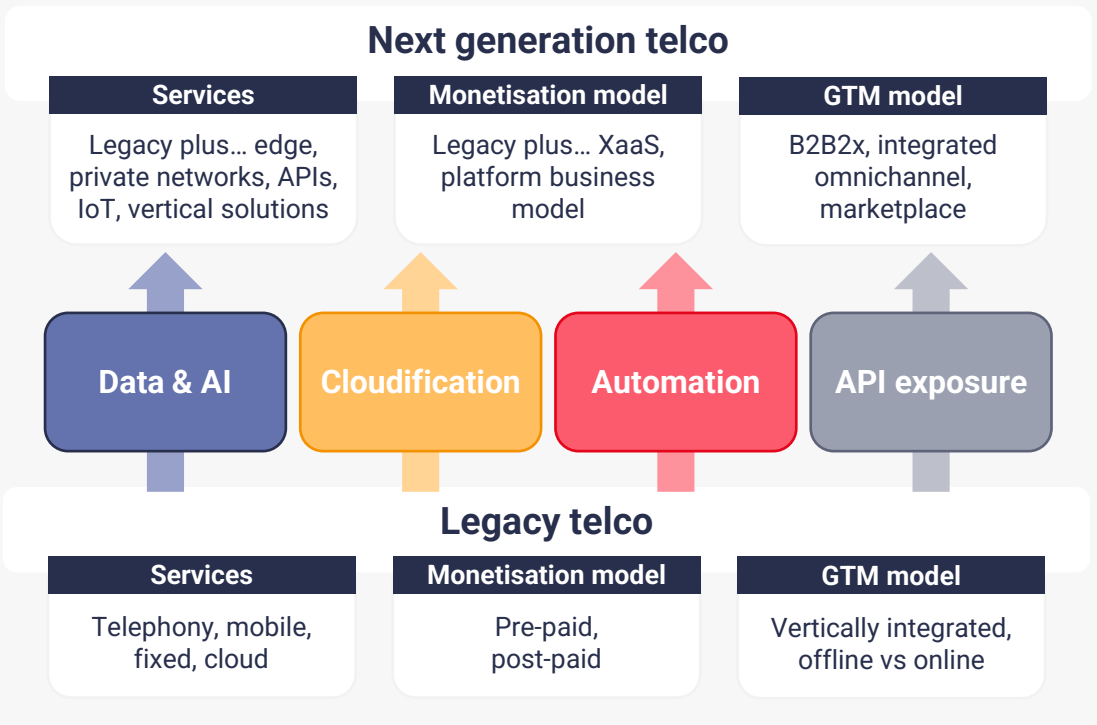 Next generation telco
Services
Legacy plus… edge,
private networks, APIs,
IoT, vertical solutions
Monetisation model
Legacy plus… XaaS,
platform business
model
GTM model
B2B2x, integrated
omnichannel,
marketplace
Data & AI
Cloudification
Automation
API exposure
Legacy telco
Services
Telephony, mobile,
fixed, cloud
Monetisation model
Pre-paid,
post-paid
GTM model
Vertically integrated,
offline vs online